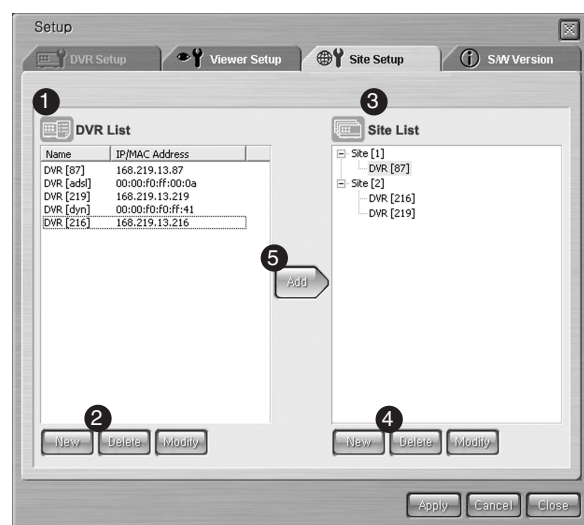 Setup
DVR Setup
Viewer Setup
Site Setup
S/W Version
1
DVR List
Name IP/MAC Address
DVR [87] 168.219.13.87
DVR [adsl] 00:00:f0:ff:00:0a
DVR [219] 168.219.13.219
DVR [dyn] 00:00:f0:f0:ff:41
DVR [216] 168.219.13.216
2
New Delete Modify
5
Add
3
Site List
Site [1]
DVR [87]
Site [2]
DVR [216]
DVR [219]
4
New Delete Modify
Apply Cancel Close